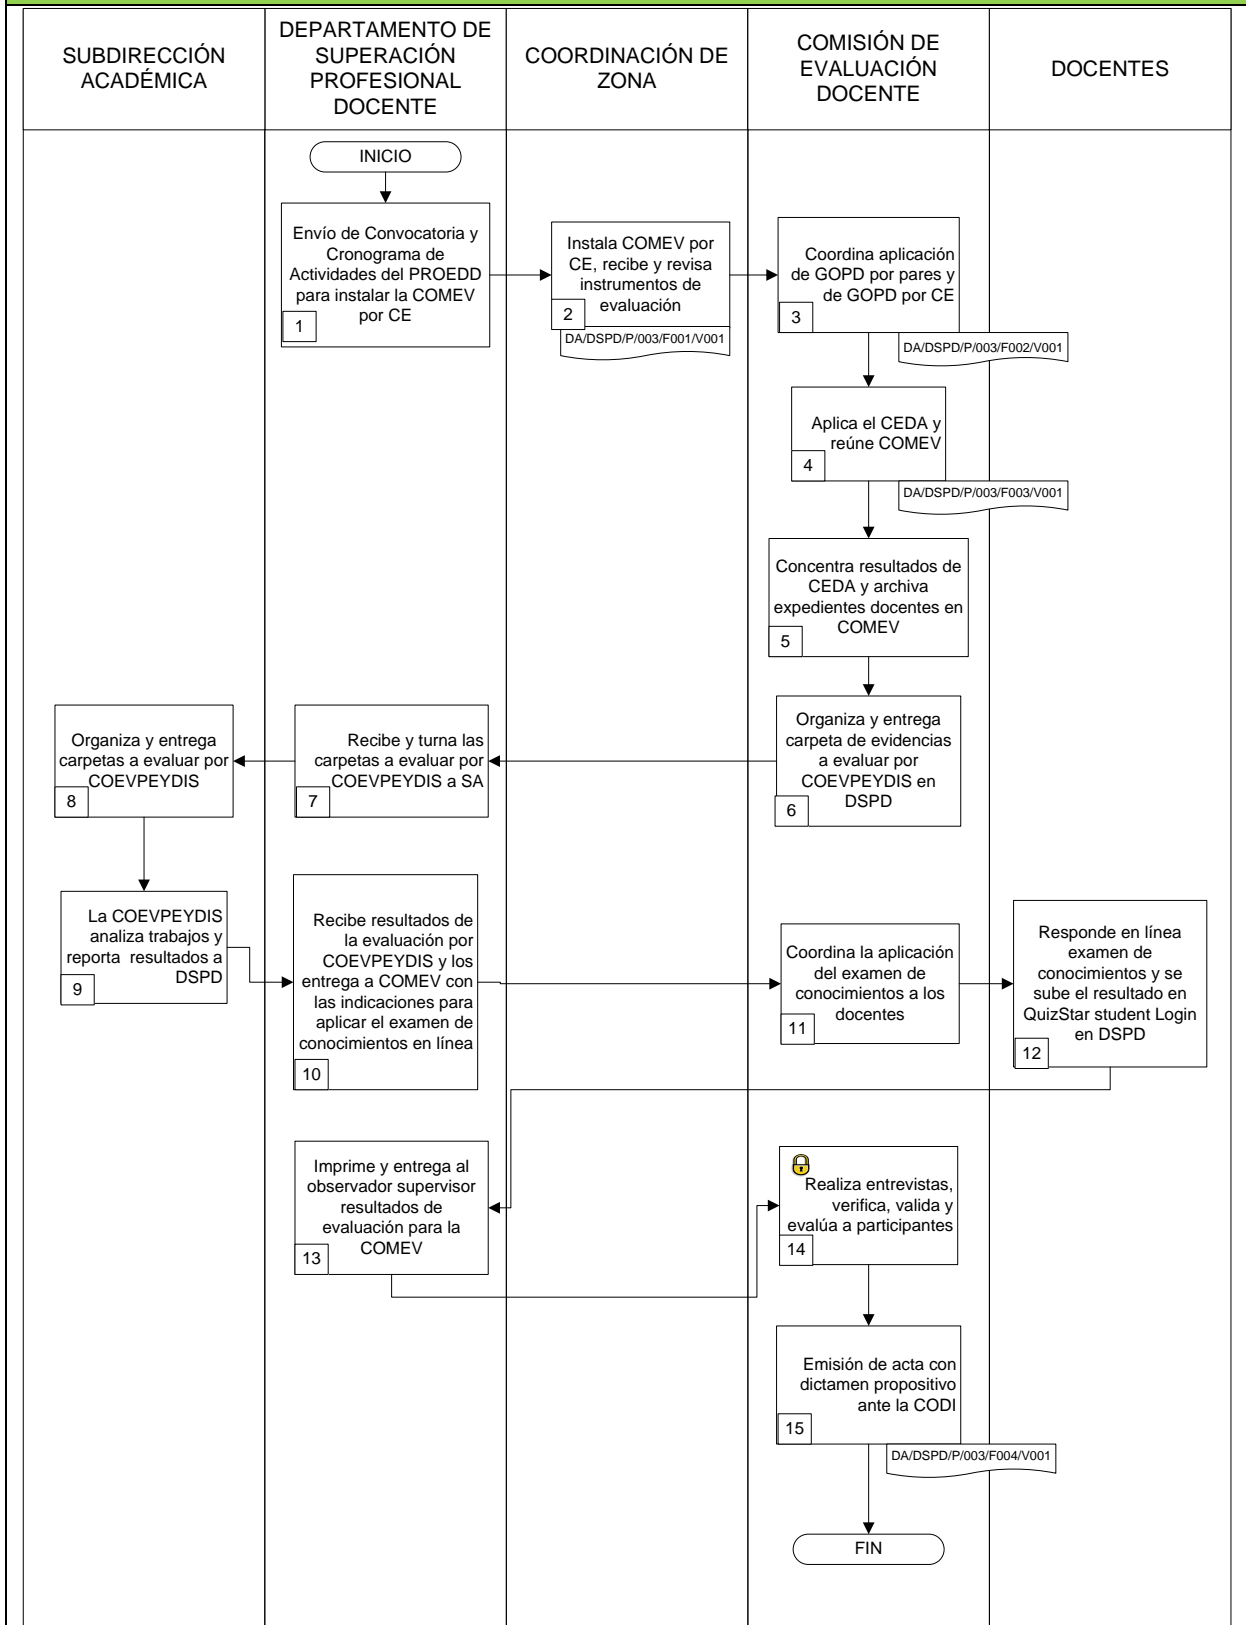 SUBDIRECCIÓN
ACADÉMICA
DEPARTAMENTO DE
SUPERACIÓN
PROFESIONAL
DOCENTE
COORDINACIÓN DE
ZONA
COMISIÓN DE
EVALUACIÓN
DOCENTE
DOCENTES
INICIO
Envío de Convocatoria y
Cronograma de
Actividades del PROEDD
para instalar la COMEV
por CE
1
Instala COMEV por
CE, recibe y revisa
instrumentos de
evaluación
2
DA/DSPD/P/003/F001/V001
Coordina aplicación
de GOPD por pares y
de GOPD por CE
3
DA/DSPD/P/003/F002/V001
Aplica el CEDA y
reúne COMEV
4
DA/DSPD/P/003/F003/V001
Concentra resultados de
CEDA y archiva
expedientes docentes en
COMEV
5
Organiza y entrega
carpeta de evidencias
a evaluar por
COEVPEYDIS en
DSPD
6
Recibe y turna las
carpetas a evaluar por
COEVPEYDIS a SA
7
Organiza y entrega
carpetas a evaluar por
COEVPEYDIS
8
La COEVPEYDIS
analiza trabajos y
reporta resultados a
DSPD
9
Recibe resultados de
la evaluación por
COEVPEYDIS y los
entrega a COMEV con
las indicaciones para
aplicar el examen de
conocimientos en línea
10
Coordina la aplicación
del examen de
conocimientos a los
docentes
11
Responde en línea
examen de
conocimientos y se
sube el resultado en
QuizStar student Login
en DSPD
12
Imprime y entrega al
observador supervisor
resultados de
evaluación para la
COMEV
13
Realiza entrevistas,
verifica, valida y
evalúa a participantes
14
Emisión de acta con
dictamen propositivo
ante la CODI
15
DA/DSPD/P/003/F004/V001
FIN